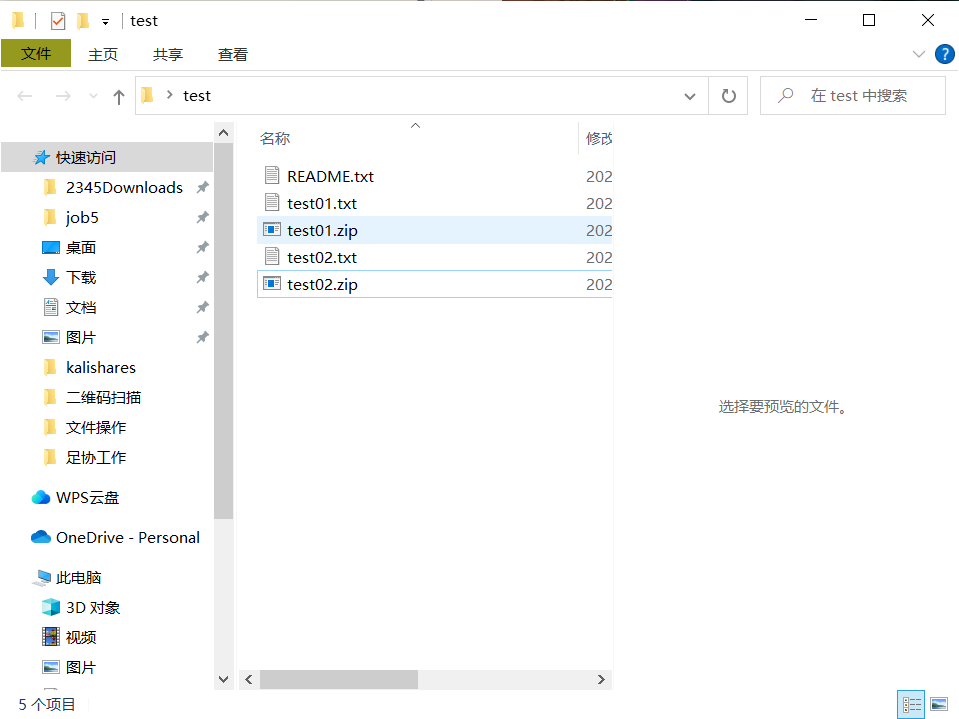 test
文件 主页 共享 查看
?
test
在 test 中搜索
名称 修改
快速访问
2345Downloads
job5
桌面
下载
文档
图片
kalishares
二维码扫描
文件操作
足协工作
WPS云盘
OneDrive - Personal
此电脑
3D 对象
视频
图片
README.txt 202
test01.txt 202
test01.zip 202
test02.txt 202
test02.zip 202
选择要预览的文件。
5 个项目